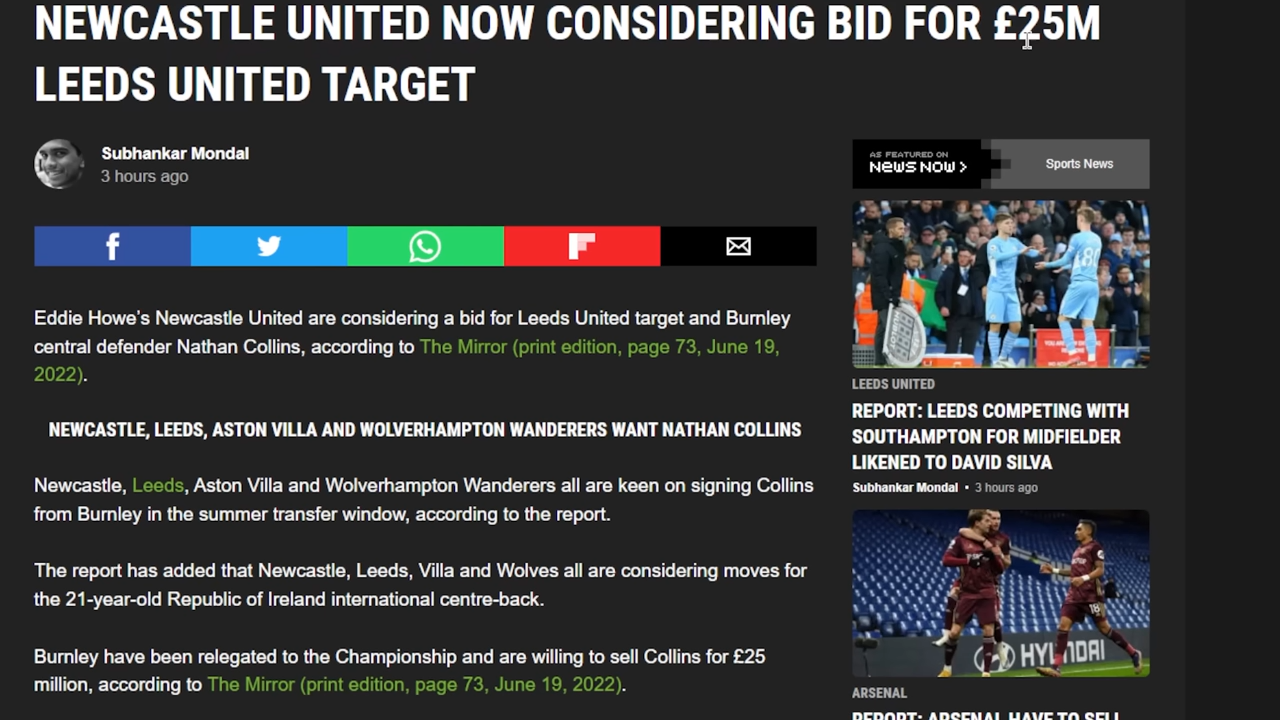 NEWCASTLE UNITED NOW CONSIDERING BID FOR £25M
LEEDS UNITED TARGET
Subhankar Mondal
3 hours ago
AS FEATURED ON
NEWS NOW >
Sports News
Eddie Howe's Newcastle United are considering a bid for Leeds United target and Burnley
central defender Nathan Collins, according to The Mirror (print edition, page 73, June 19,
2022).
NEWCASTLE, LEEDS, ASTON VILLA AND WOLVERHAMPTON WANDERERS WANT NATHAN COLLINS
Newcastle, Leeds, Aston Villa and Wolverhampton Wanderers all are keen on signing Collins
from Burnley in the summer transfer window, according to the report.
The report has added that Newcastle, Leeds, Villa and Wolves all are considering moves for
the 21-year-old Republic of Ireland international centre-back.
Burnley have been relegated to the Championship and are willing to sell Collins for £25
million, according to The Mirror (print edition, page 73, June 19, 2022).
80
LEEDS UNITED
REPORT: LEEDS COMPETING WITH
SOUTHAMPTON FOR MIDFIELDER
LIKENED TO DAVID SILVA
Subhankar Mondal • 3 hours ago
18
HYUNDAI
ARSENAL
REPORT: ARSENAL HAVE TO SELL